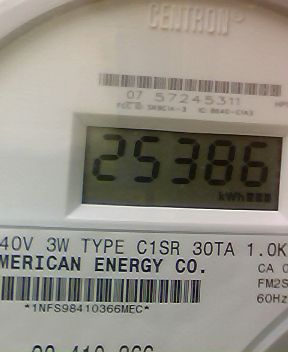 CENTRON®
07 57245311
25386
kWh
40V 3W TYPE C1SR 30TA 1.0K
MERICAN ENERGY CO.
CA 0
FM2S
60Hz
*1NFS98410366MEC*